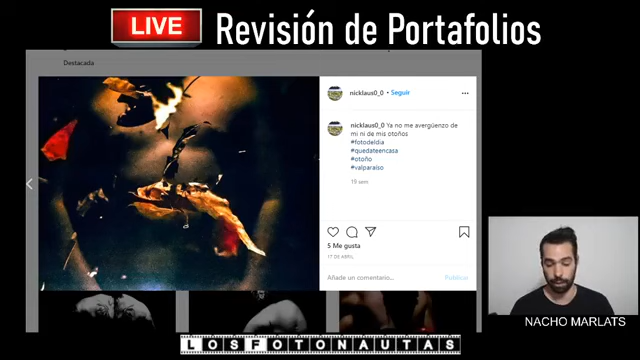 LIVE
Revisión de Portafolios
Destacada
nicklaus0_0 • Seguir
nicklaus0_0 Ya no me avergüenzo de
mi ni de mis otoños
#fotodeldia
#quedateencasa
#otoño
#valparaíso
19 sem
5 Me gusta
17 DE ABRIL
Añade un comentario...
Publicar
NACHO MARLATS
LOSFOTONAUTAS